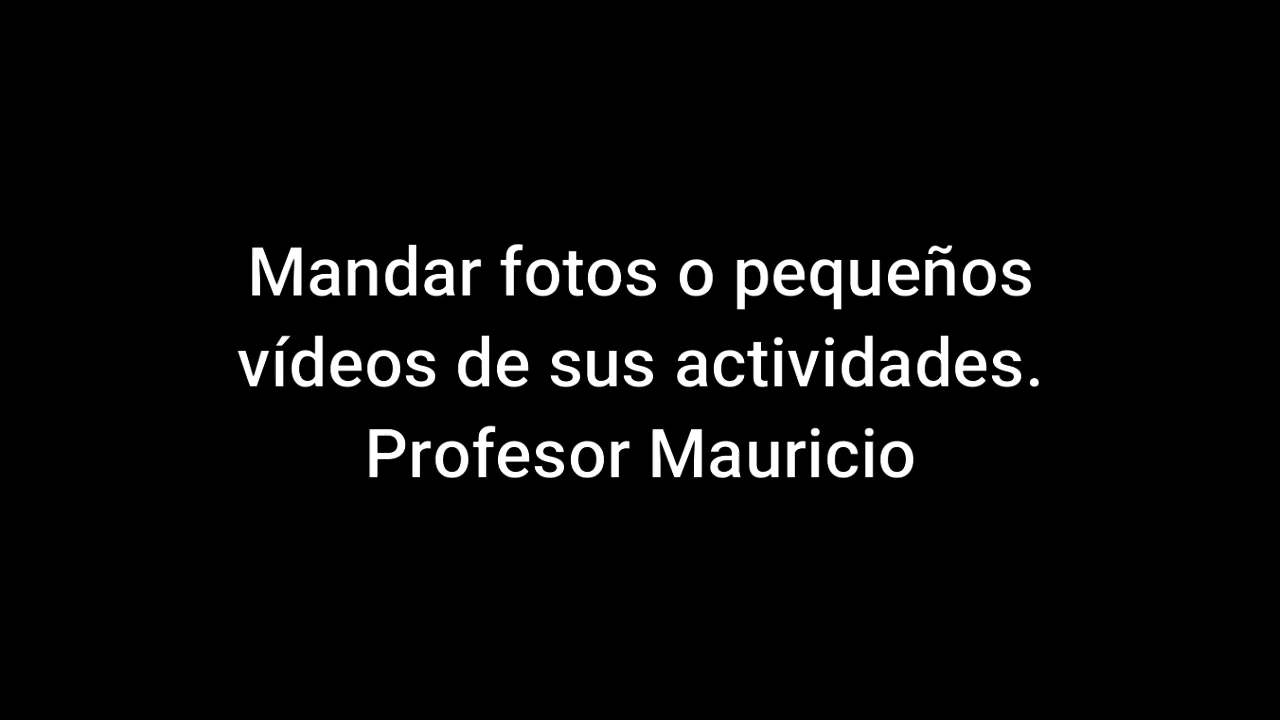 Mandar fotos o pequeños
vídeos de sus actividades.
Profesor Mauricio